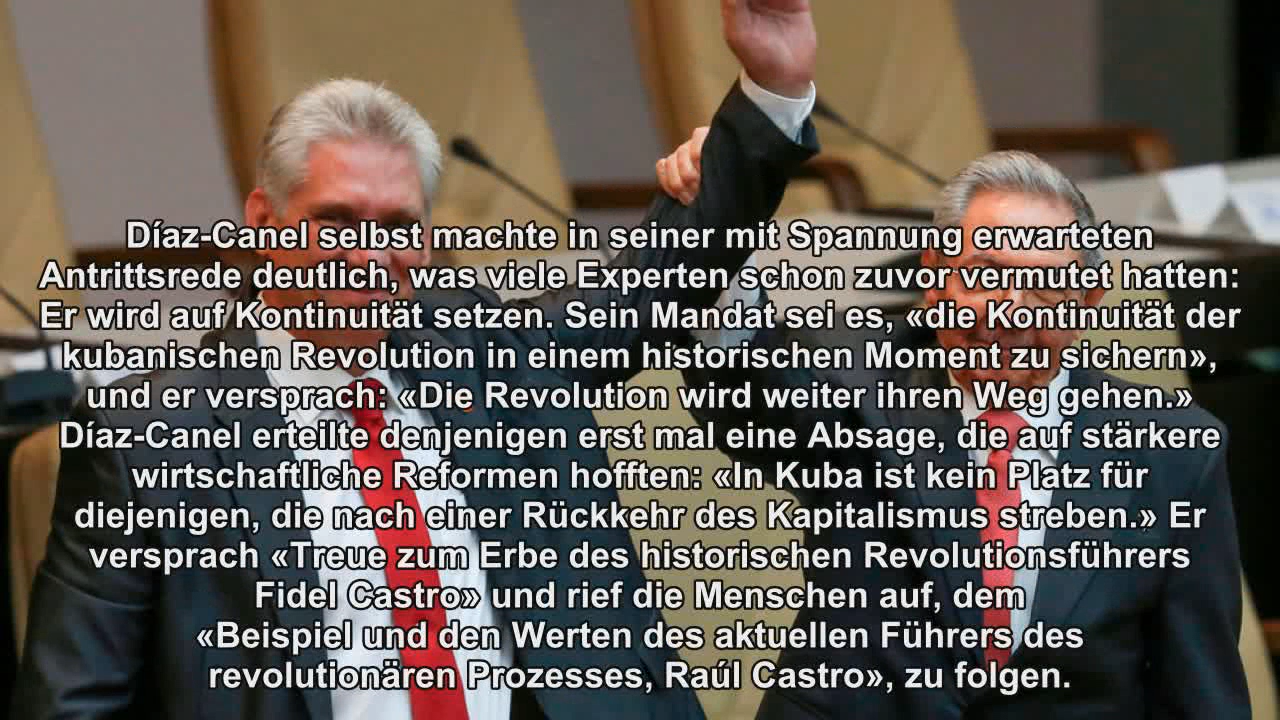 Díaz-Canel selbst machte in seiner mit Spannung erwarteten
Antrittsrede deutlich, was viele Experten schon zuvor vermutet hatten:
Er wird auf Kontinuität setzen. Sein Mandat sei es, «die Kontinuität der
kubanischen Revolution in einem historischen Moment zu sichern»,
und er versprach: «Die Revolution wird weiter ihren Weg gehen.»
Díaz-Canel erteilte denjenigen erst mal eine Absage, die auf stärkere
wirtschaftliche Reformen hofften: «In Kuba ist kein Platz für
diejenigen, die nach einer Rückkehr des Kapitalismus streben.» Er
versprach «Treue zum Erbe des historischen Revolutionsführers
Fidel Castro» und rief die Menschen auf, dem
«Beispiel und den Werten des aktuellen Führers des
revolutionären Prozesses, Raúl Castro», zu folgen.